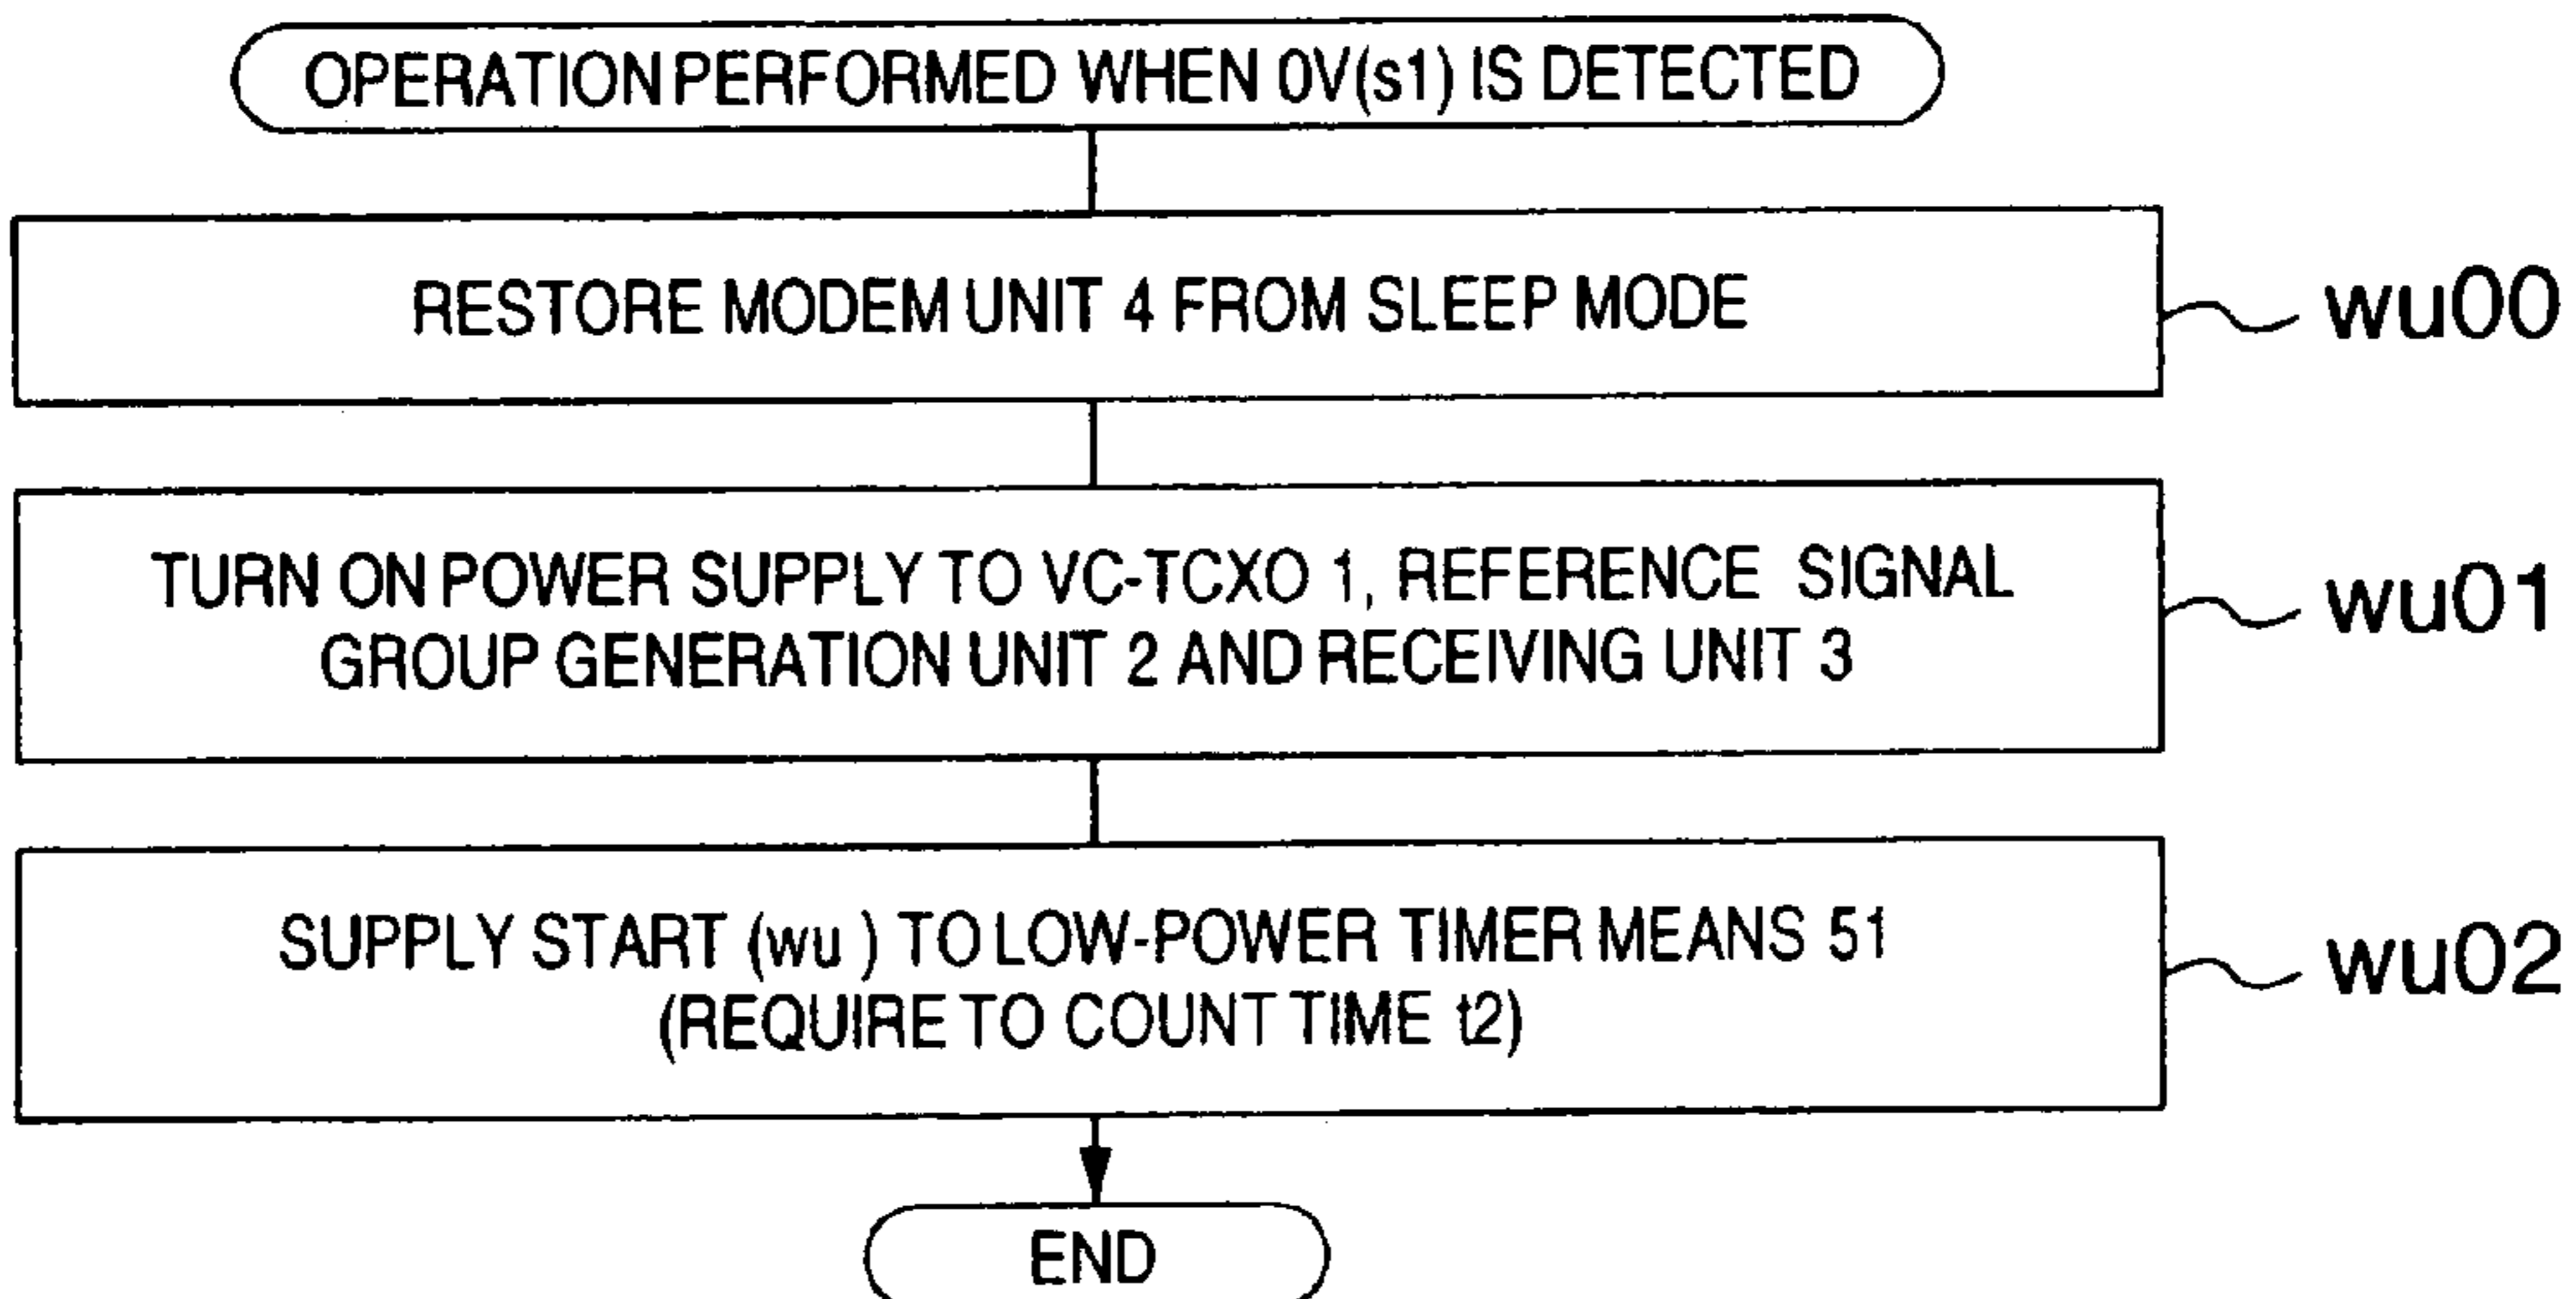 OPERATION PERFORMED WHEN 0V(s1) IS DETECTED
RESTORE MODEM UNIT 4 FROM SLEEP MODE
wu00
TURN ON POWER SUPPLY TO VC-TCXO 1, REFERENCE SIGNAL
GROUP GENERATION UNIT 2 AND RECEIVING UNIT 3
wu01
SUPPLY START (wu ) TO LOW-POWER TIMER MEANS 51
(REQUIRE TO COUNT TIME t2)
wu02
END